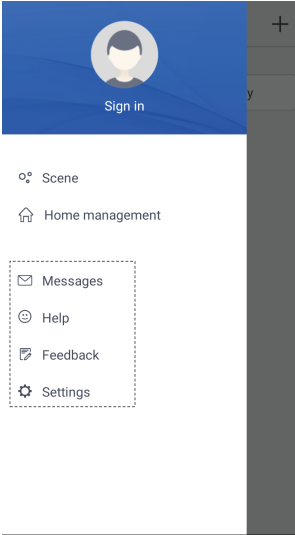 Sign in
y
Scene
Home management
Messages
Help
Feedback
Settings